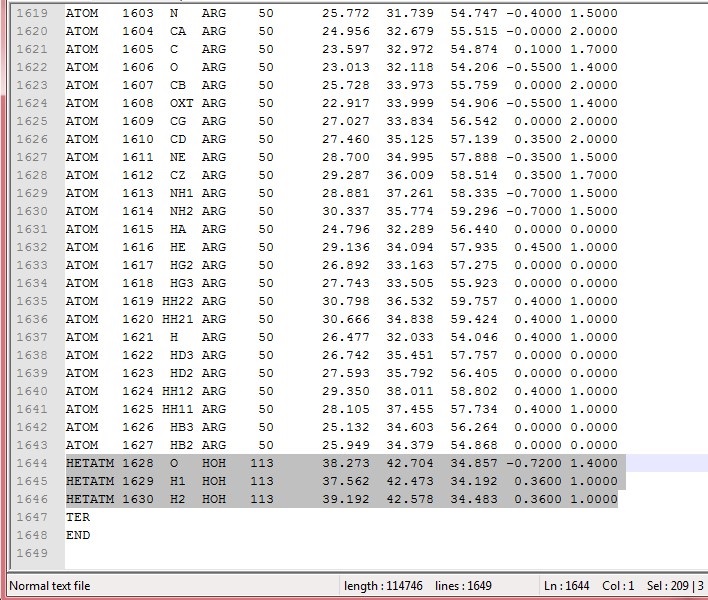 1619 ATOM   1603  N   ARG    50      25.772  31.739  54.747 -0.4000 1.5000
1620 ATOM   1604  CA  ARG    50      24.956  32.679  55.515 -0.0000 2.0000
1621 ATOM   1605  C   ARG    50      23.597  32.972  54.874  0.1000 1.7000
1622 ATOM   1606  O   ARG    50      23.013  32.118  54.206 -0.5500 1.4000
1623 ATOM   1607  CB  ARG    50      25.728  33.973  55.759  0.0000 2.0000
1624 ATOM   1608  OXT ARG    50      22.917  33.999  54.906 -0.5500 1.4000
1625 ATOM   1609  CG  ARG    50      27.027  33.834  56.542  0.0000 2.0000
1626 ATOM   1610  CD  ARG    50      27.460  35.125  57.139  0.3500 2.0000
1627 ATOM   1611  NE  ARG    50      28.700  34.995  57.888 -0.3500 1.5000
1628 ATOM   1612  CZ  ARG    50      29.287  36.009  58.514  0.3500 1.7000
1629 ATOM   1613  NH1 ARG    50      28.881  37.261  58.335 -0.7000 1.5000
1630 ATOM   1614  NH2 ARG    50      30.337  35.774  59.296 -0.7000 1.5000
1631 ATOM   1615  HA  ARG    50      24.796  32.289  56.440  0.0000 0.0000
1632 ATOM   1616  HE  ARG    50      29.136  34.094  57.935  0.4500 1.0000
1633 ATOM   1617  HG2 ARG    50      26.892  33.163  57.275  0.0000 0.0000
1634 ATOM   1618  HG3 ARG    50      27.743  33.505  55.923  0.0000 0.0000
1635 ATOM   1619 HH22 ARG    50      30.798  36.532  59.757  0.4000 1.0000
1636 ATOM   1620 HH21 ARG    50      30.666  34.838  59.424  0.4000 1.0000
1637 ATOM   1621  H   ARG    50      26.477  32.033  54.046  0.4000 1.0000
1638 ATOM   1622  HD3 ARG    50      26.742  35.451  57.757  0.0000 0.0000
1639 ATOM   1623  HD2 ARG    50      27.593  35.792  56.405  0.0000 0.0000
1640 ATOM   1624 HH12 ARG    50      29.350  38.011  58.802  0.4000 1.0000
1641 ATOM   1625 HH11 ARG    50      28.105  37.455  57.734  0.4000 1.0000
1642 ATOM   1626  HB3 ARG    50      25.132  34.603  56.264  0.0000 0.0000
1643 ATOM   1627  HB2 ARG    50      25.949  34.379  54.868  0.0000 0.0000
1644 HETATM 1628  O   HOH   113      38.273  42.704  34.857 -0.7200 1.4000
1645 HETATM 1629  H1  HOH   113      37.562  42.473  34.192  0.3600 1.0000
1646 HETATM 1630  H2  HOH   113      39.192  42.578  34.483  0.3600 1.0000
1647 TER
1648 END
1649
Normal text file length : 114746 lines : 1649 Ln : 1644 Col : 1 Sel : 209 | 3